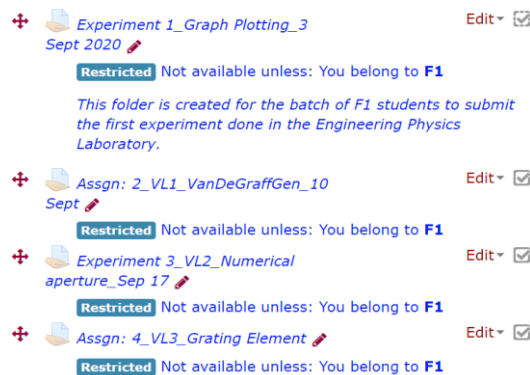 Experiment 1_Graph Plotting_3 Edit
Sept 2020
Restricted Not available unless: You belong to F1
This folder is created for the batch of F1 students to submit
the first experiment done in the Engineering Physics
Laboratory.
Assgn: 2_VL1_VanDeGraffGen_10 Edit
Sept
Restricted Not available unless: You belong to F1
Experiment 3_VL2_Numerical Edit
aperture_Sep 17
Restricted Not available unless: You belong to F1
Assgn: 4_VL3_Grating Element Edit
Restricted Not available unless: You belong to F1